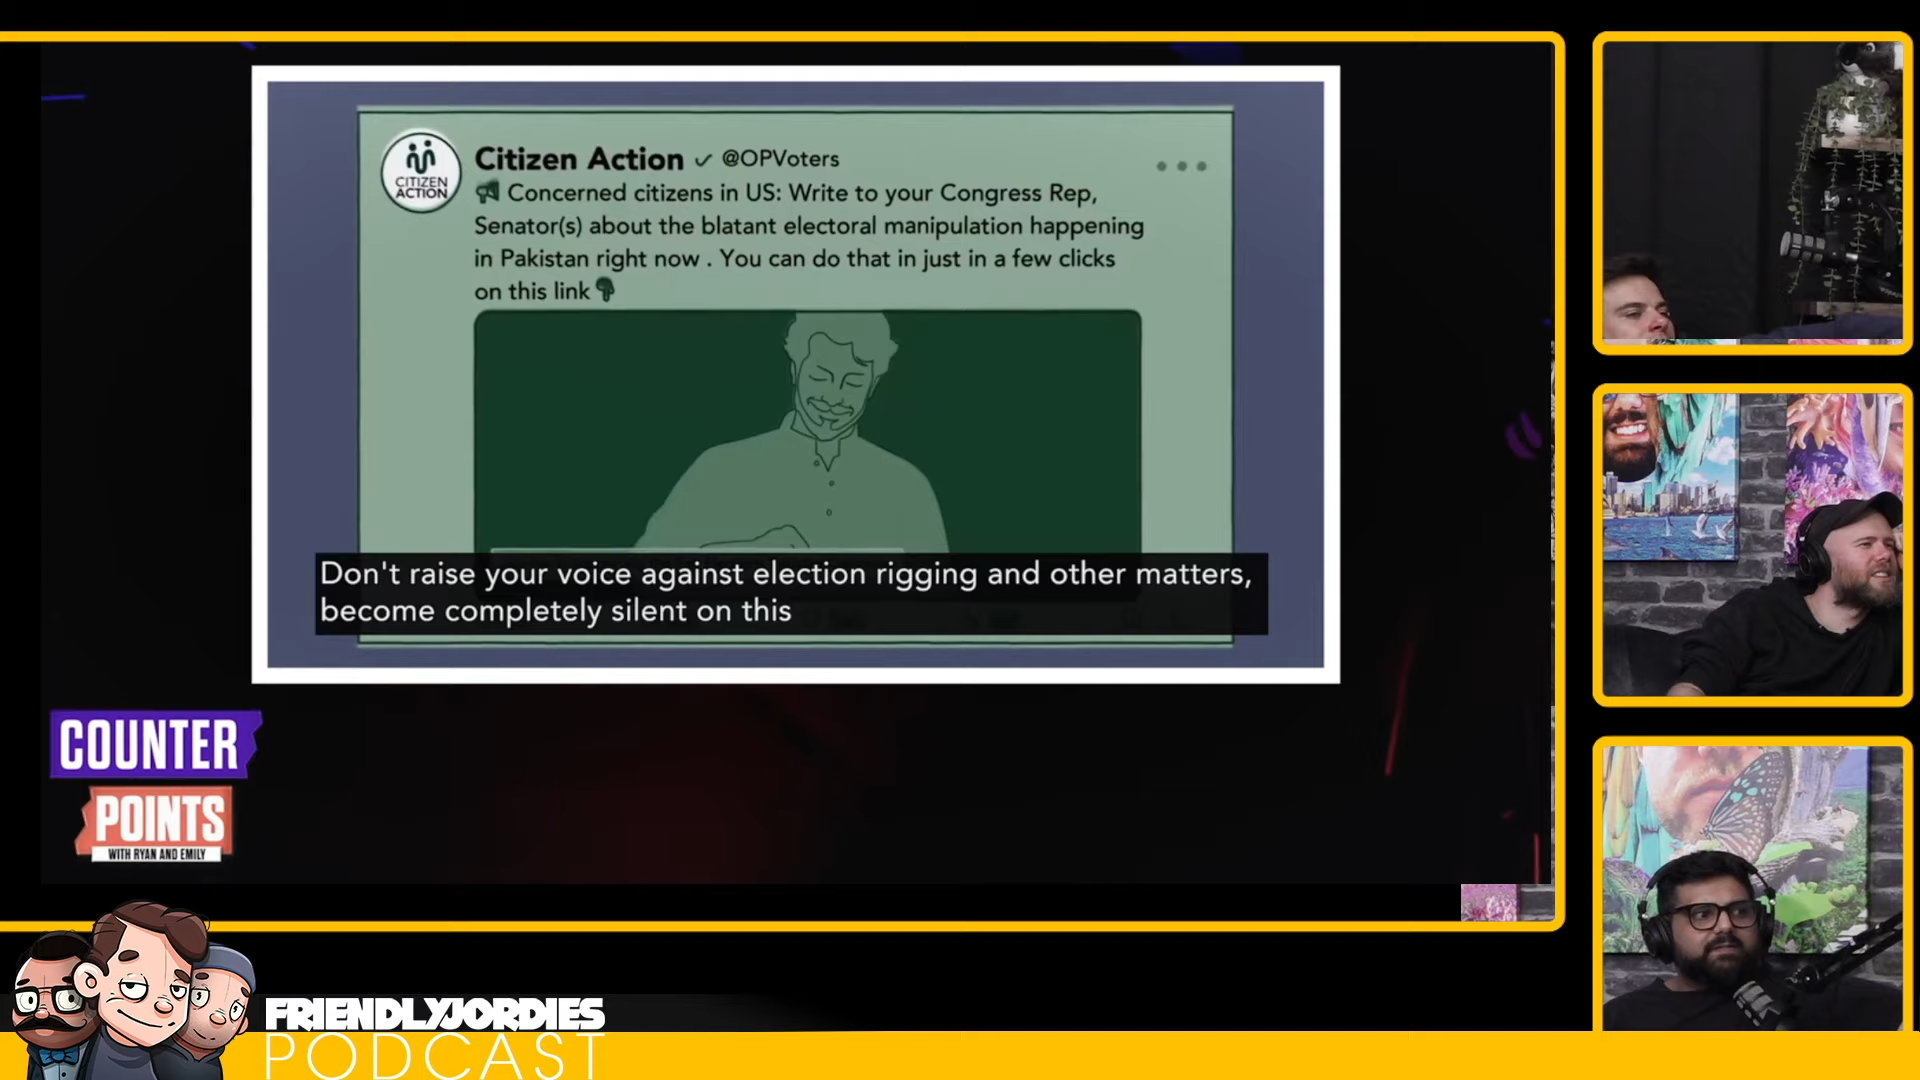 CITIZEN
ACTION
Citizen Action @OPVoters
Concerned citizens in US: Write to your Congress Rep,
Senator(s) about the blatant electoral manipulation happening
in Pakistan right now . You can do that in just in a few clicks
on this link
Don't raise your voice against election rigging and other matters,
become completely silent on this
COUNTER
POINTS
WITH RYAN AND EMILY
FRIENDLYJORDIES
PODCAST